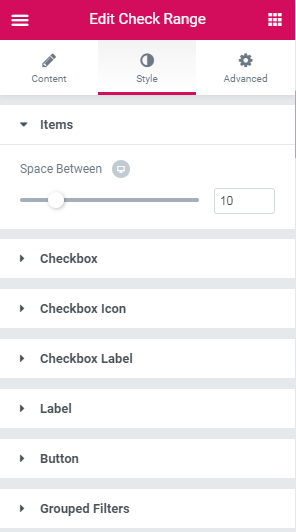 Edit Check Range
Content Style Advanced
Items
Space Between 10
Checkbox
Checkbox Icon
Checkbox Label
Label
Button
Grouped Filters